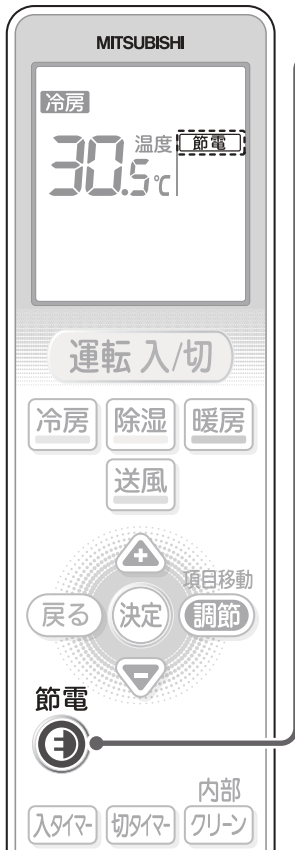 MITSUBISHI
冷房
温度 節電
30.5℃
運転 入/切
冷房 除湿 暖房
送風
項目移動
戻る 決定 調節
節電
内部
入タイマー 切タイマー クリーン